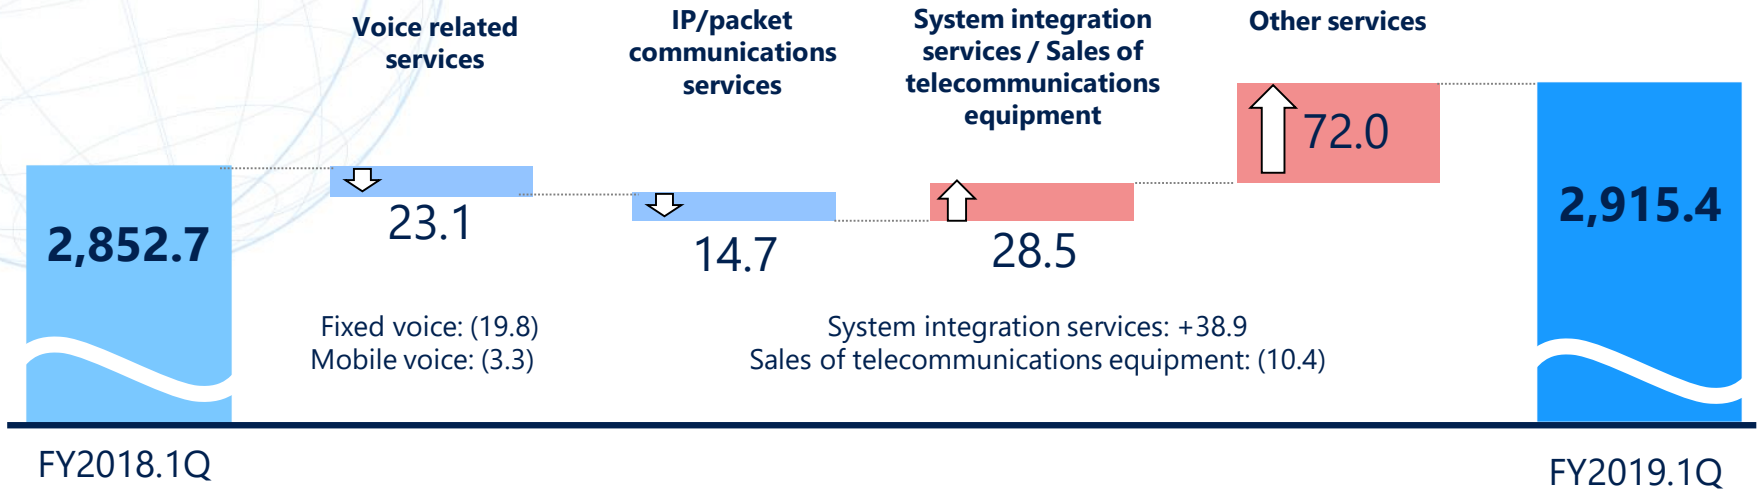 Voice related
services
IP/packet
communications
services
System integration
services / Sales of
telecommunications
equipment
Other services
2,852.7
23.1
14.7
28.5
72.0
2,915.4
Fixed voice: (19.8)
Mobile voice: (3.3)
System integration services: +38.9
Sales of telecommunications equipment: (10.4)
FY2018.1Q
FY2019.1Q